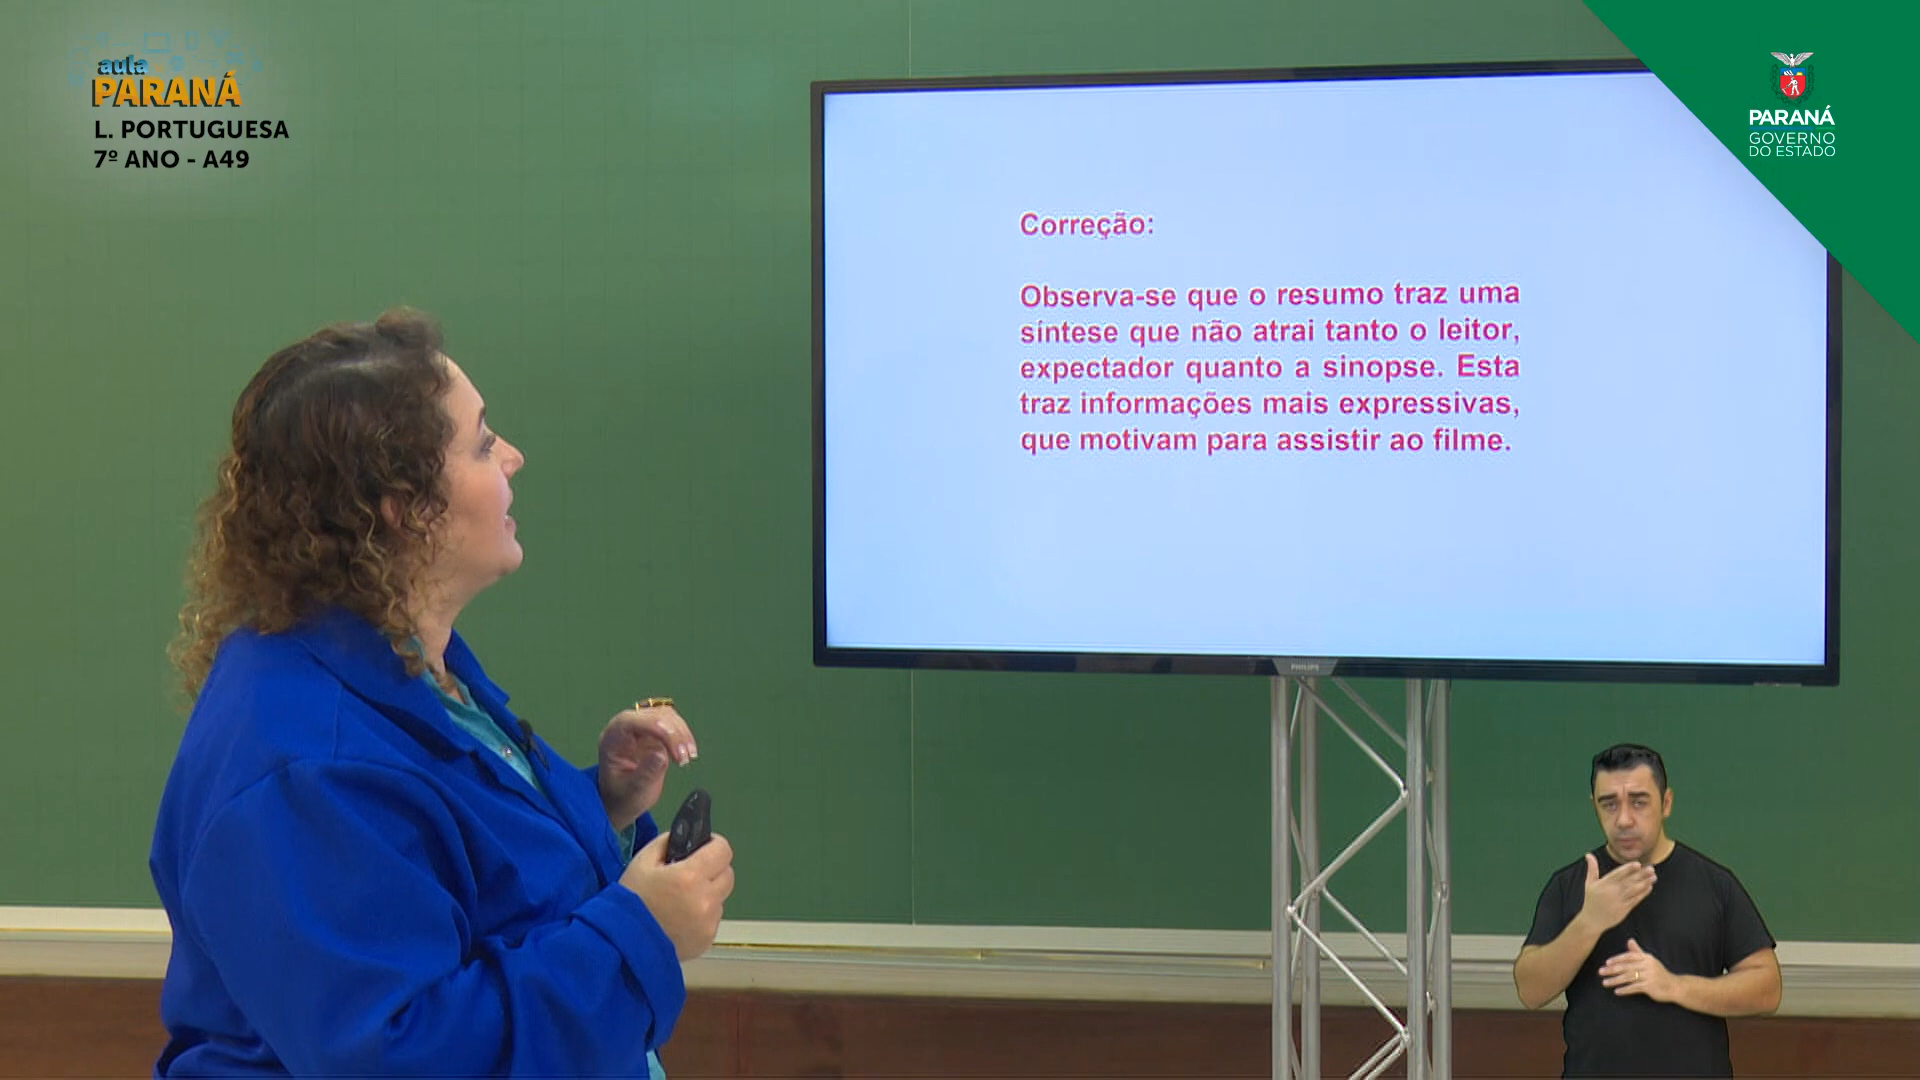 aula
PARANÁ
L. PORTUGUESA
7º ANO - A49
PARANÁ
GOVERNO
DO ESTADO
Correção:
Observa-se que o resumo traz uma
síntese que não atrai tanto o leitor,
expectador quanto a sinopse. Esta
traz informações mais expressivas,
que motivam para assistir ao filme.
PHILIPS